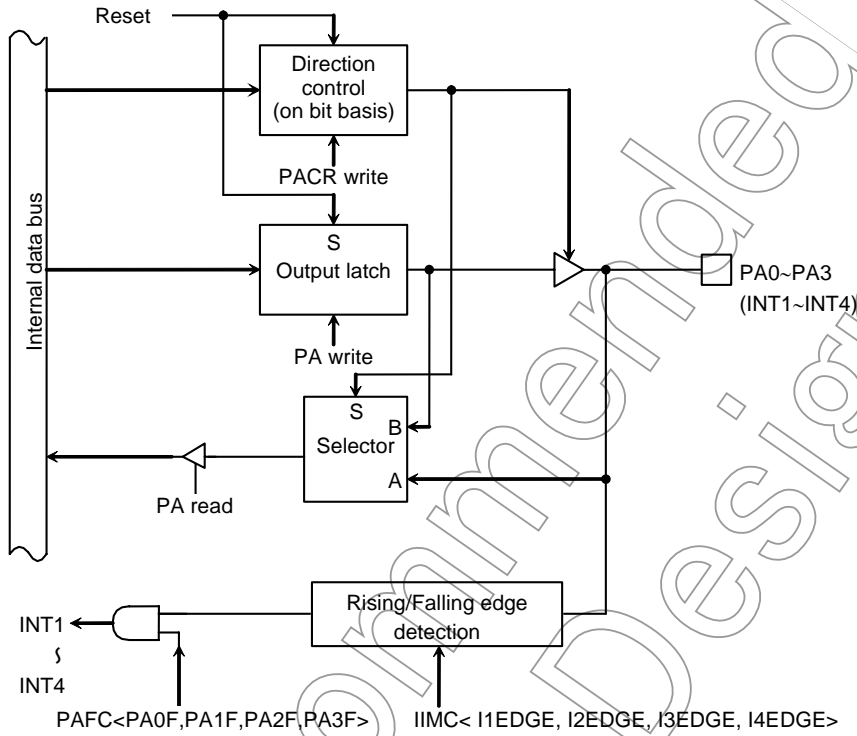 Reset
Direction
control
(on bit basis)
PACR write
Internal data bus
S
Output latch
PA write
PA0~PA3
(INT1~INT4)
S
B
Selector
A
PA read
Rising/Falling edge
detection
INT1
~
INT4
PAFC<PA0F,PA1F,PA2F,PA3F>
IIMC< I1EDGE, I2EDGE, I3EDGE, I4EDGE>